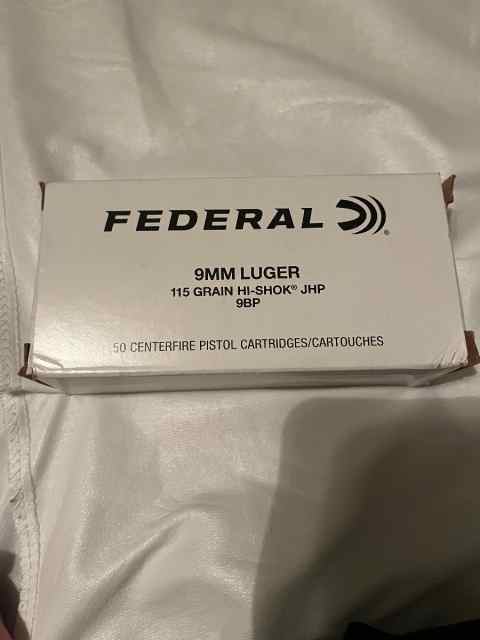 FEDERAL ®
9MM LUGER
115 GRAIN HI-SHOK® JHP
9BP
50 CENTERFIRE PISTOL CARTRIDGES/CARTOUCHES